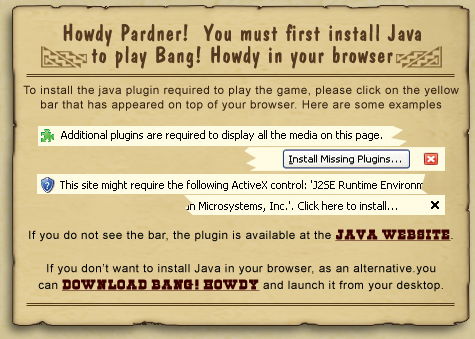 Howdy Pardner! You must first install Java
to play Bang! Howdy in your browser
To install the java plugin required to play the game, please click on the yellow
bar that has appeared on top of your browser. Here are some examples
Additional plugins are required to display all the media on this page.
Install Missing Plugins...
This site might require the following ActiveX control: 'J2SE Runtime Environm
n Microsystems, Inc.'. Click here to install...
If you do not see the bar, the plugin is available at the JAVA WEBSITE.
If you don't want to install Java in your browser, as an alternative.you
can DOWNLOAD BANG! HOWDY and launch it from your desktop.